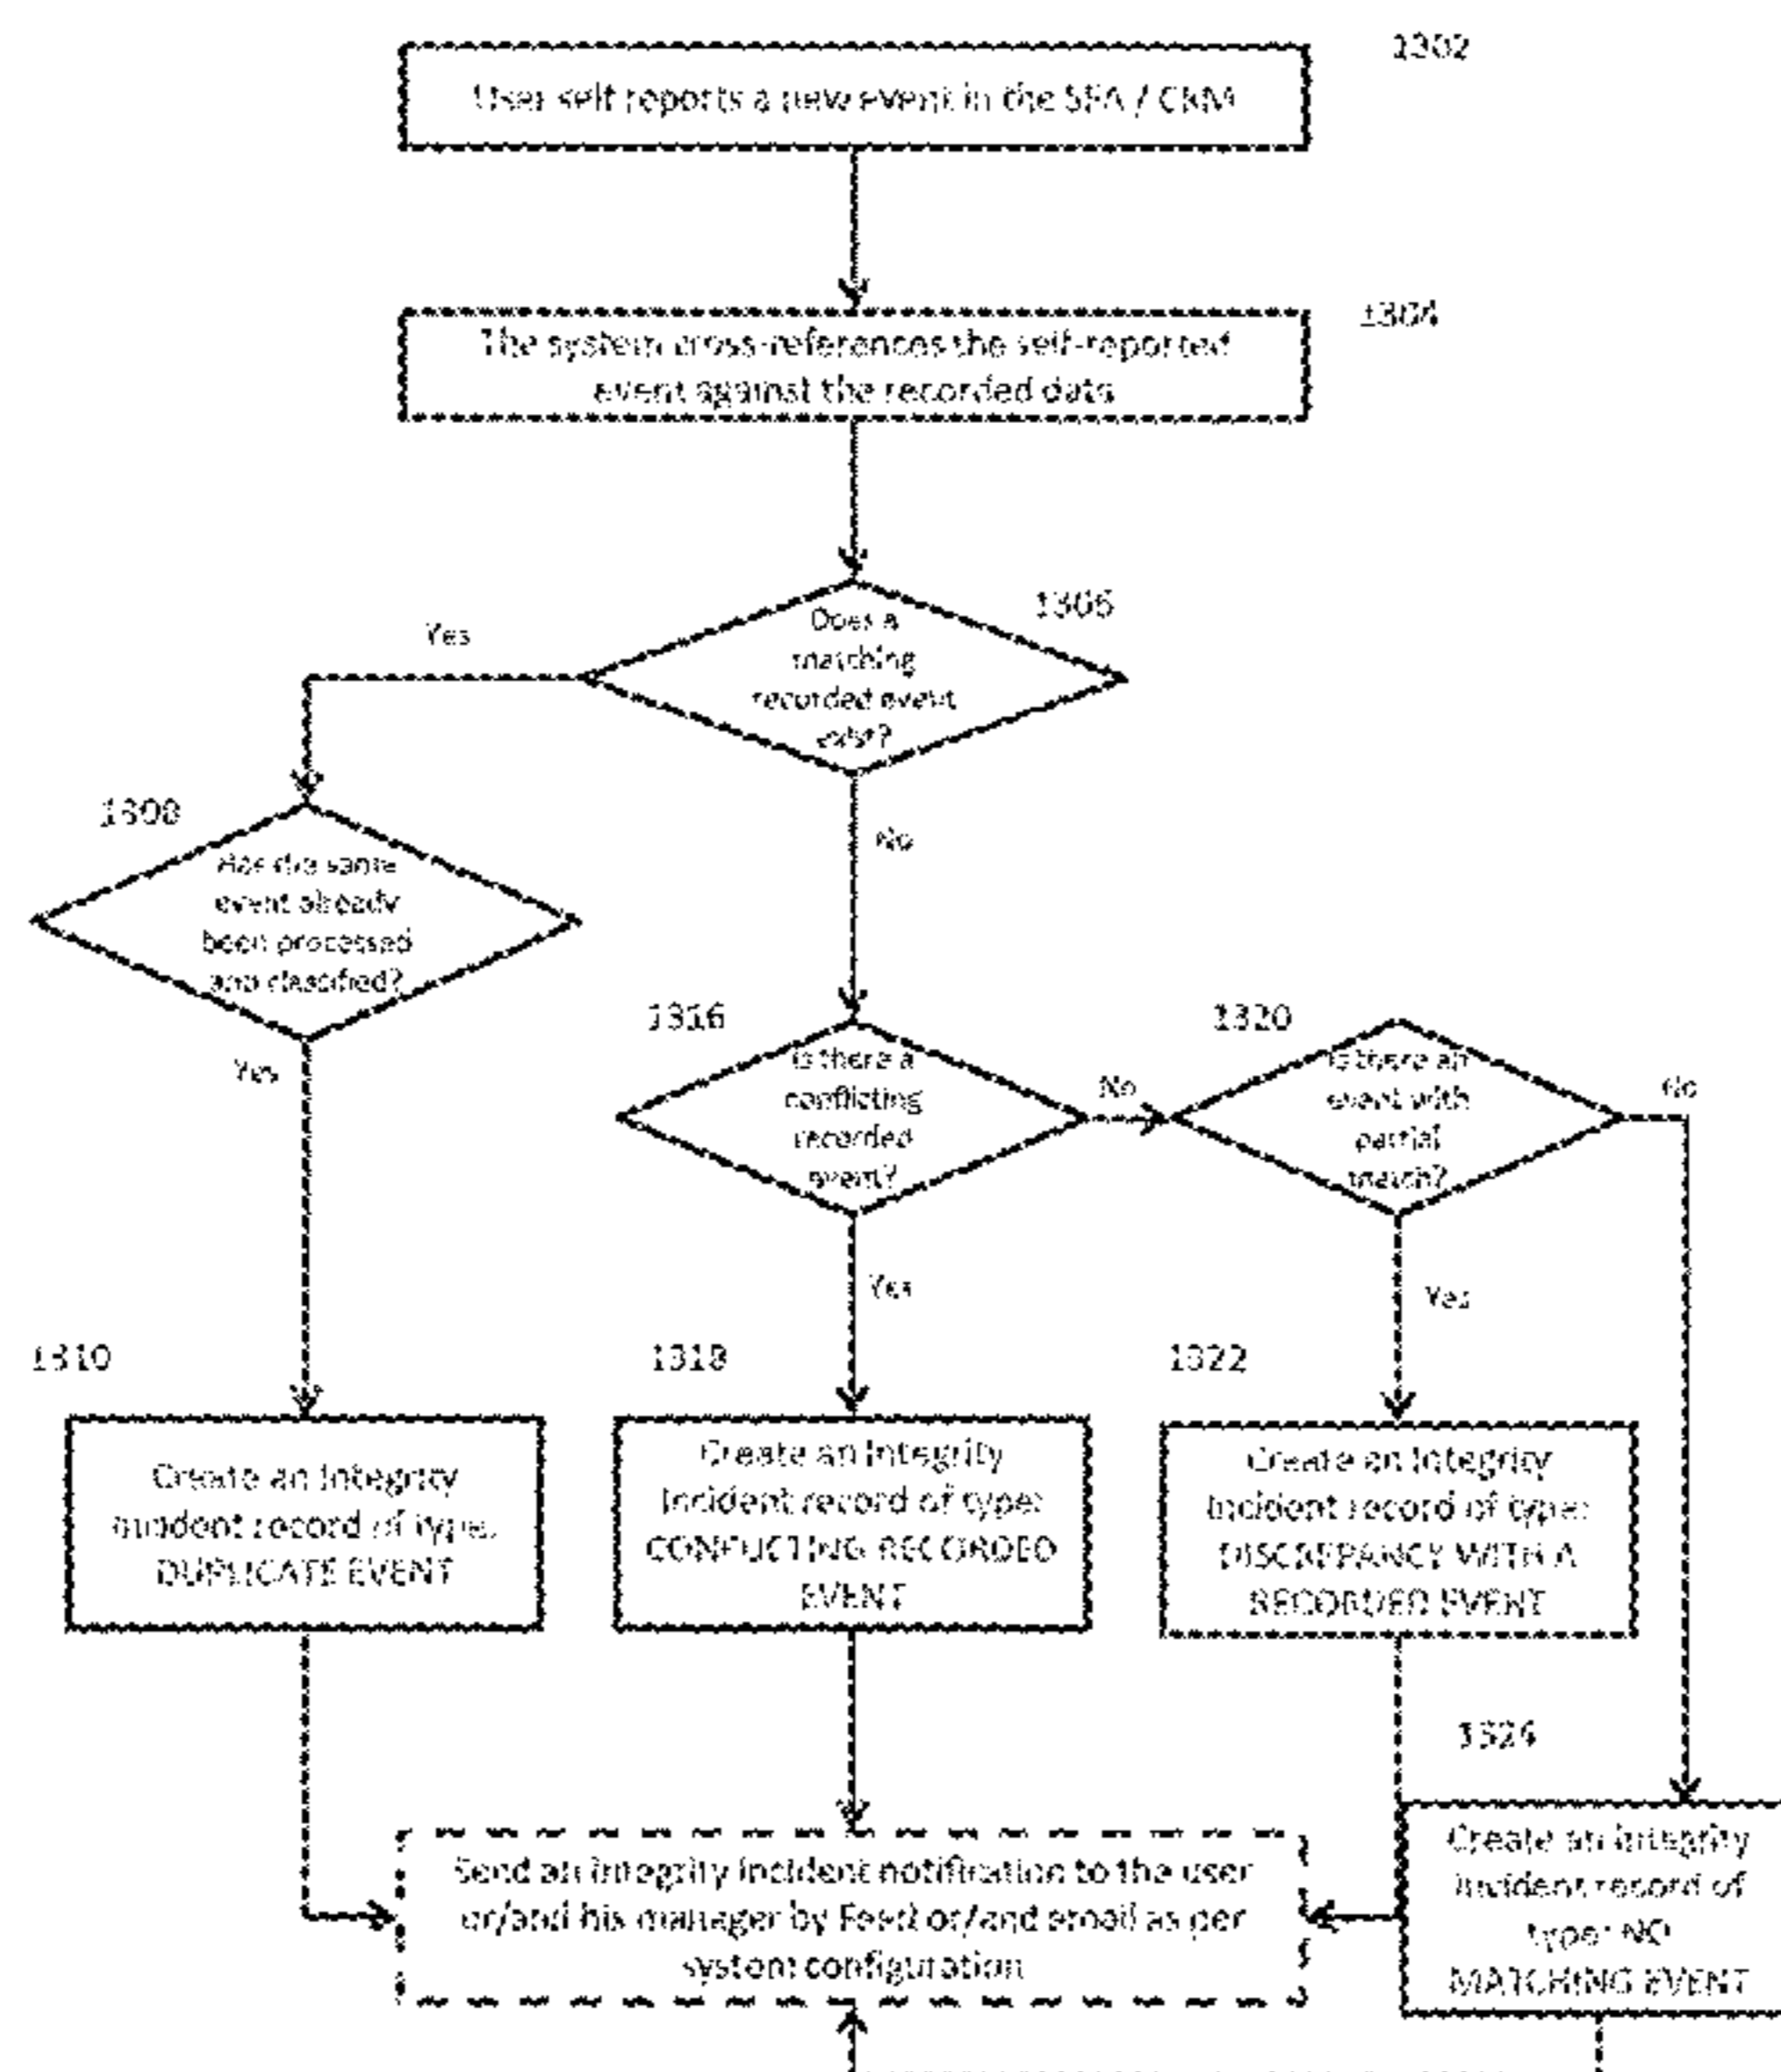 1302
User self reports a new event in the SFA / CRM
1304
The system cross-references the self-reported
event against the recorded data
1306
Does a
matching
recorded event
exist?
Yes
No
1308
Has the same
event already
been processed
and classified?
Yes
1316
Is there a
conflicting
recorded
event?
No
1320
Is there an
event with
partial
match?
No
Yes
Yes
1310
Create an Integrity
Incident record of type:
DUPLICATE EVENT
1318
Create an Integrity
Incident record of type:
CONFLICTING RECORDED
EVENT
1322
Create an Integrity
Incident record of type:
DISCREPANCY WITH A
RECORDED EVENT
1324
Create an Integrity
Incident record of
type: NO
MATCHING EVENT
Send an Integrity Incident notification to the user
or/and his manager by Feed or/and email as per
system configuration